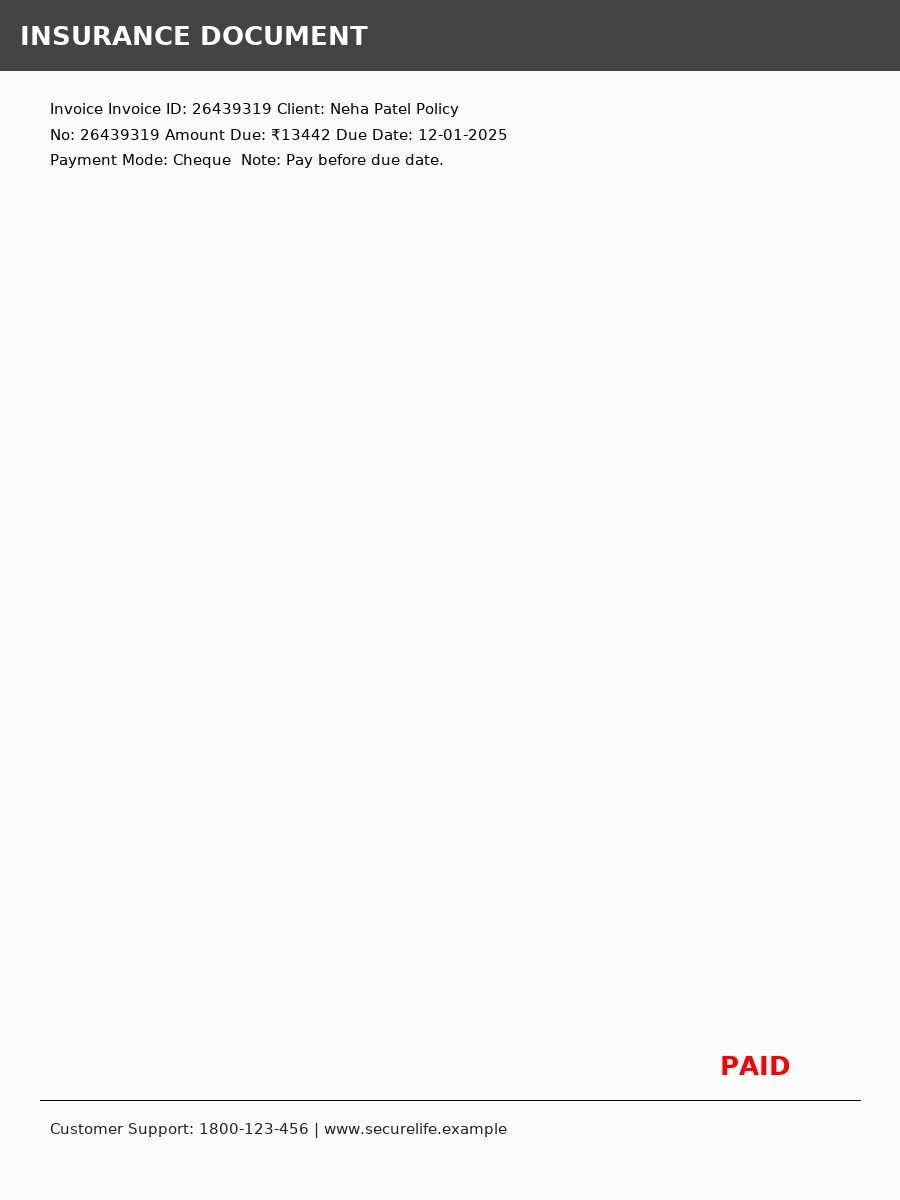 INSURANCE DOCUMENT
Invoice Invoice ID: 26439319 Client: Neha Patel Policy
No: 26439319 Amount Due: ₹13442 Due Date: 12-01-2025
Payment Mode: Cheque  Note: Pay before due date.
PAID
Customer Support: 1800-123-456 | www.securelife.example